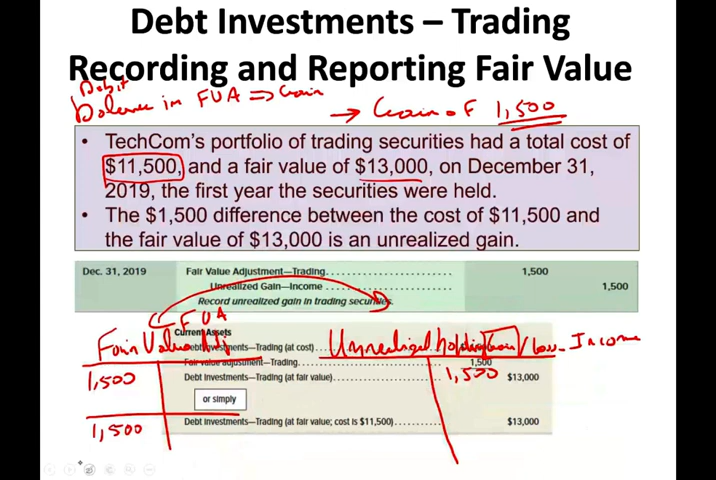 Debt Investments – Trading
Recording and Reporting Fair Value
Debit
Balance in FVA ⇒ Gain
→ Gain of 1,500
• TechCom's portfolio of trading securities had a total cost of
$11,500, and a fair value of $13,000, on December 31,
2019, the first year the securities were held.
• The $1,500 difference between the cost of $11,500 and
the fair value of $13,000 is an unrealized gain.
Dec. 31, 2019 Fair Value Adjustment—Trading 1,500
Unrealized Gain—Income 1,500
Record unrealized gain in trading securities.
FVA
Current Assets
Fair Value Adj
Unrealized holding Gain/Loss - Income
Debt Investments—Trading (at cost)
Fair value adjustment—Trading 1,500
1,500
1,500
Debt Investments—Trading (at fair value) $13,000
or simply
Debt Investments—Trading (at fair value; cost is $11,500) $13,000
1,500